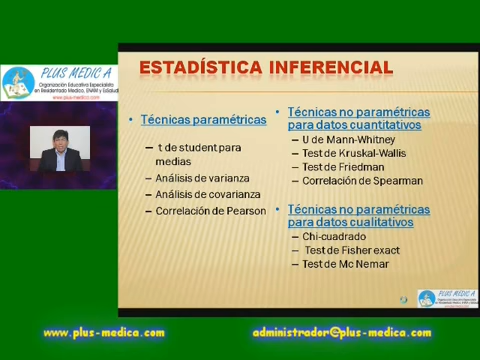 PLUS MEDIC A
Organización Educativa Especialista
en Residentado Medico, ENAM y EsSalud
www.plus-medica.com
ESTADÍSTICA INFERENCIAL
• Técnicas paramétricas
– t de student para
medias
– Análisis de varianza
– Análisis de covarianza
– Correlación de Pearson
• Técnicas no paramétricas
para datos cuantitativos
– U de Mann-Whitney
– Test de Kruskal-Wallis
– Test de Friedman
– Correlación de Spearman
• Técnicas no paramétricas
para datos cualitativos
– Chi-cuadrado
– Test de Fisher exact
– Test de Mc Nemar
PLUS MEDIC A
www.plus-medica.com
administrador@plus-medica.com